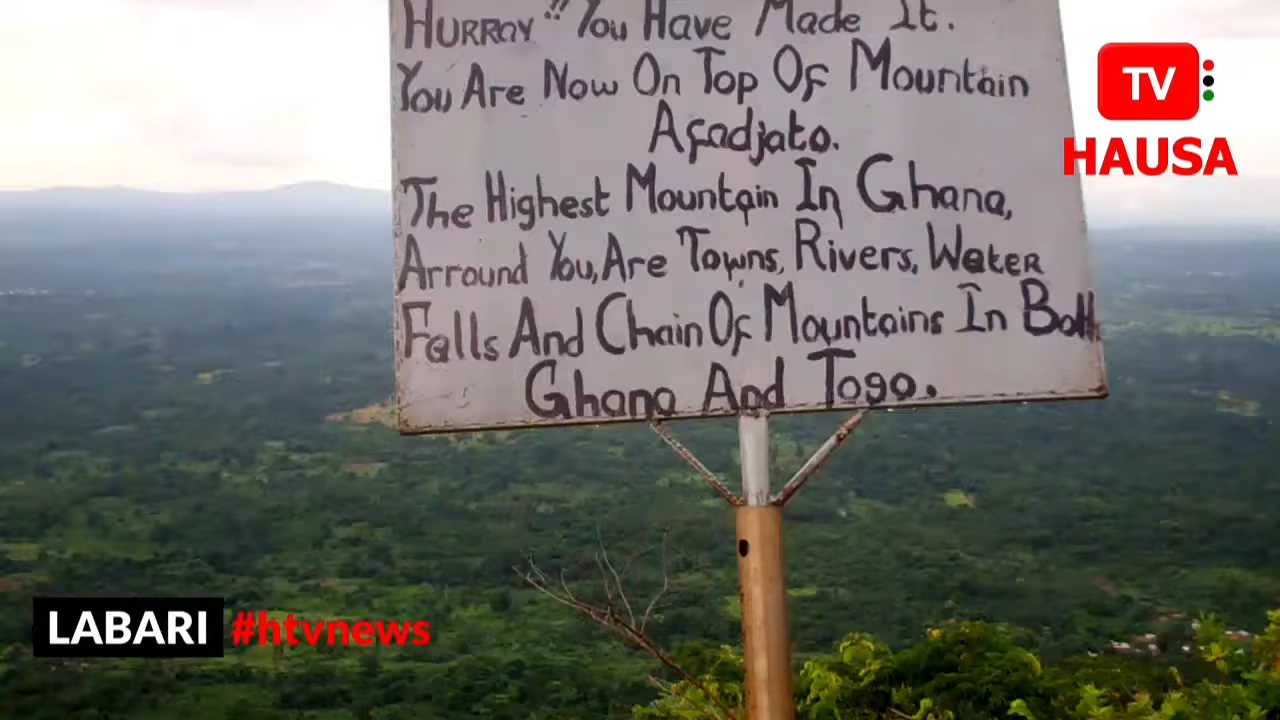 HURRAY!! You Have Made It.
You Are Now On Top Of Mountain
Afadjato.
The Highest Mountain In Ghana,
Arround You, Are Towns, Rivers, Water
Falls And Chain Of Mountains In Both
Ghana And Togo.
TV
HAUSA
LABARI #htvnews